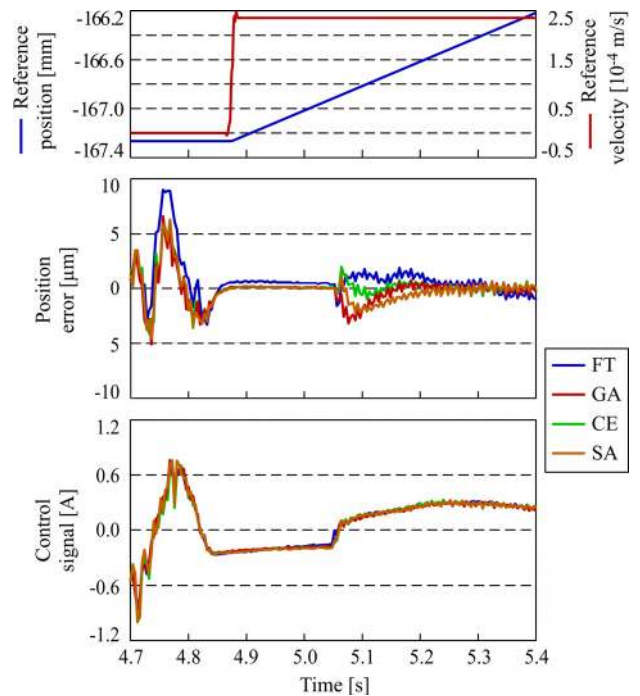 -166.2
-166.6
-167.0
-167.4
Reference
position [mm]
2.5
1.5
0.5
-0.5
Reference
velocity [10-4 m/s]
10
5
0
5
-10
Position
error [µm]
FT
GA
CE
SA
1.2
0.6
0.0
-0.6
-1.2
Control
signal [A]
4.7
4.8
4.9
5.0
5.1
5.2
5.3
5.4
Time [s]